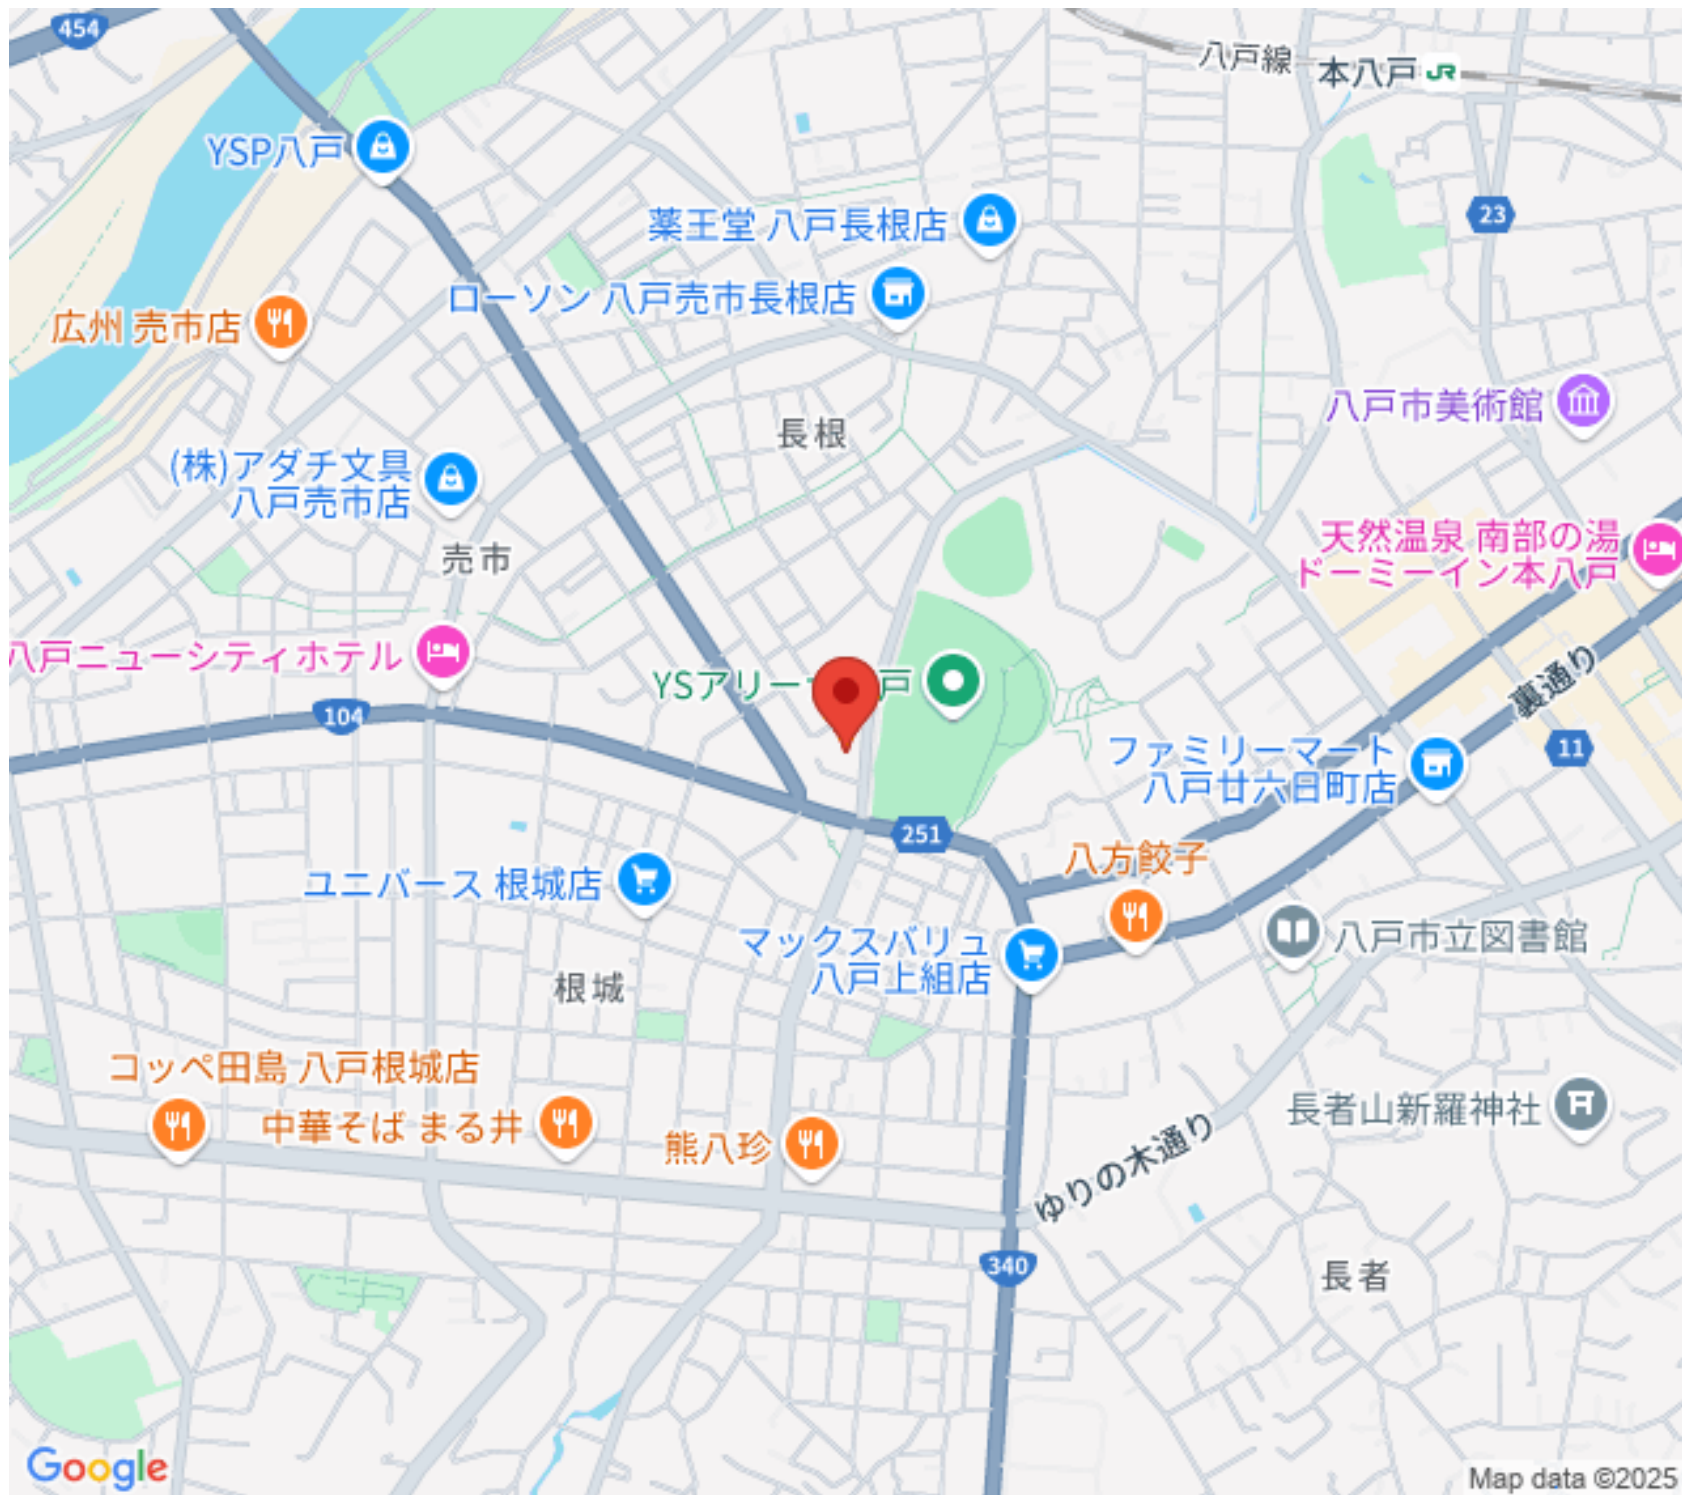 454
八戸線
本八戸 JR
YSP八戸
23
薬王堂 八戸長根店
ローソン 八戸売市長根店
広州 売市店
八戸市美術館
長根
(株)アダチ文具
八戸売市店
売市
天然温泉 南部の湯
ドーミーイン本八戸
八戸ニューシティホテル
YSアリー
戸
裏通り
104
ファミリーマート
八戸廿六日町店
11
251
八方餃子
ユニバース 根城店
マックスバリュ
八戸上組店
八戸市立図書館
根城
コッペ田島 八戸根城店
中華そば まる井
熊八珍
長者山新羅神社
ゆりの木通り
340
長者
Google
Map data ©2025